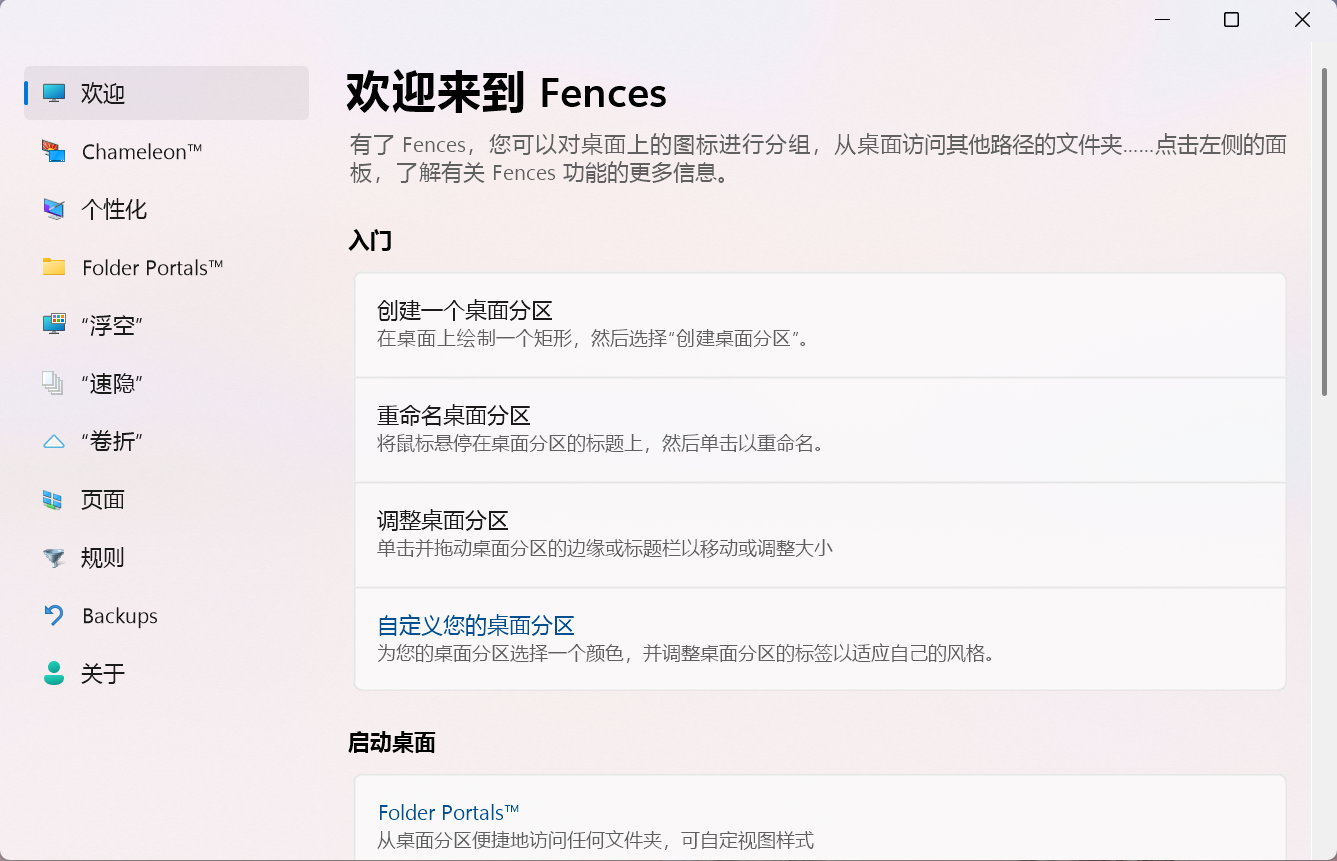 欢迎
Chameleon™
个性化
Folder Portals™
“浮空”
“速隐”
“卷折”
页面
规则
Backups
关于
欢迎来到 Fences
有了 Fences，您可以对桌面上的图标进行分组，从桌面访问其他路径的文件夹……点击左侧的面
板，了解有关 Fences 功能的更多信息。
入门
创建一个桌面分区
在桌面上绘制一个矩形，然后选择“创建桌面分区”。
重命名桌面分区
将鼠标悬停在桌面分区的标题上，然后单击以重命名。
调整桌面分区
单击并拖动桌面分区的边缘或标题栏以移动或调整大小
自定义您的桌面分区
为您的桌面分区选择一个颜色，并调整桌面分区的标签以适应自己的风格。
启动桌面
Folder Portals™
从桌面分区便捷地访问任何文件夹，可自定视图样式